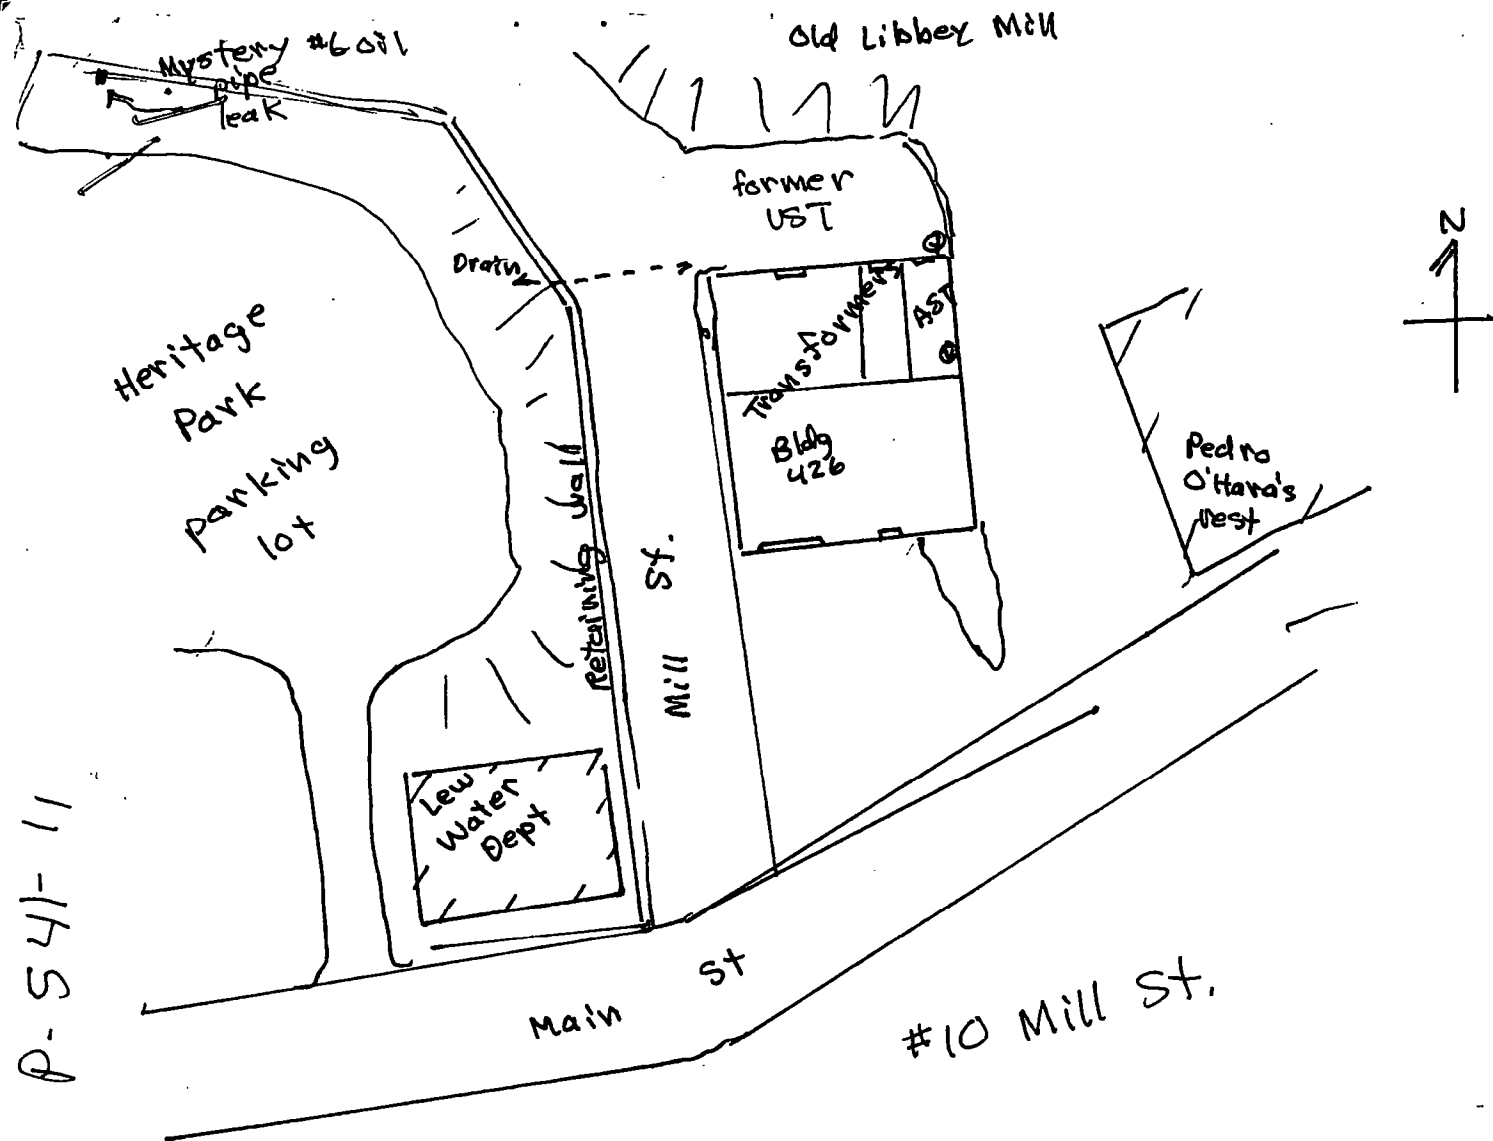 Mystery #6 oil
pipe
leak
Old Libbey Mill
former
UST
N
Drain
Transformers
AST
Heritage
Park
parking
lot
Bldg
426
Pedro
O'Hara's
Rest
Retaining wall
Mill St.
Lew
Water
Dept
Main St
#10 Mill St.
P-541-11